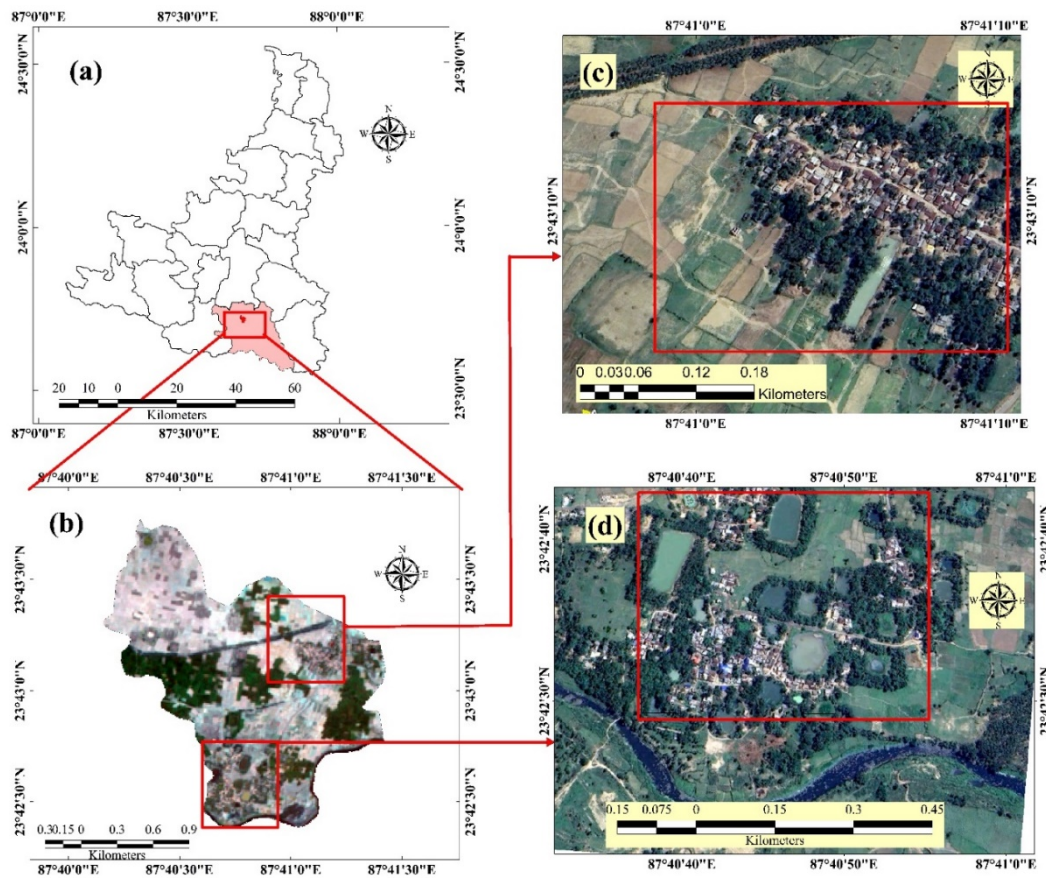 87°0'0"E 87°30'0"E 88°0'0"E
(a)
24°30'0"N 24°30'0"N
N
W E
S
24°0'0"N 24°0'0"N
23°30'0"N 23°30'0"N
20 10 0 20 40 60
Kilometers
87°0'0"E 87°30'0"E 88°0'0"E
87°41'0"E 87°41'10"E
(c)
N
W E
S
23°43'10"N 23°43'10"N
0 0.03 0.06 0.12 0.18
Kilometers
87°41'0"E 87°41'10"E
87°40'0"E 87°40'30"E 87°41'0"E 87°41'30"E
(b)
N
W E
S
23°43'30"N 23°43'30"N
23°43'0"N 23°43'0"N
23°42'30"N 23°42'30"N
0.30.15 0 0.3 0.6 0.9
Kilometers
87°40'0"E 87°40'30"E 87°41'0"E 87°41'30"E
87°40'40"E 87°40'50"E 87°41'0"E
(d)
23°42'40"N 23°42'40"N
N
W E
S
23°42'30"N 23°42'30"N
0.15 0.075 0 0.15 0.3 0.45
Kilometers
87°40'40"E 87°40'50"E 87°41'0"E